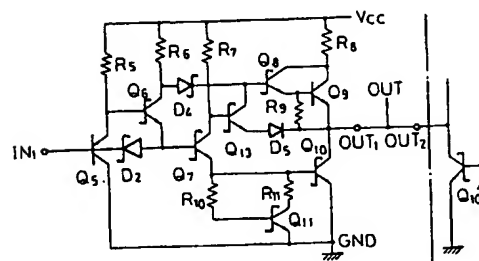 VCC
R5 R6 R7 R8
Q6 Q8
D4 R9 Q9
OUT
Q13 D5 Q10 OUT1 OUT2
IN1
Q5 D2 Q7 Q10'
R10 R11 Q11
GND